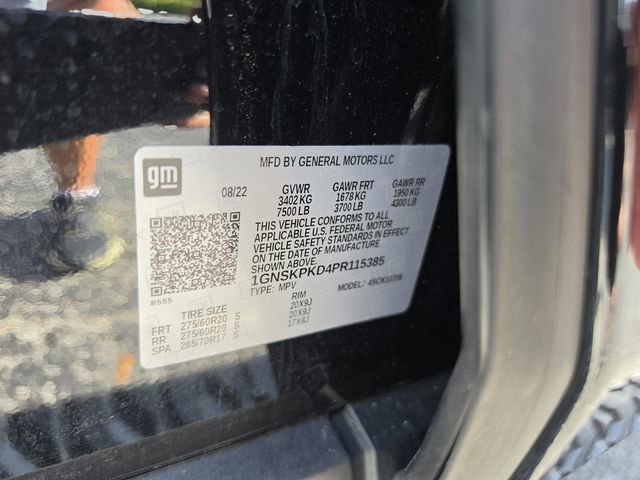 gm
MFD BY GENERAL MOTORS LLC
08/22
GVWR
3402 KG
7500 LB
GAWR FRT
1678 KG
3700 LB
GAWR RR
1950 KG
4300 LB
THIS VEHICLE CONFORMS TO ALL
APPLICABLE U.S. FEDERAL MOTOR
VEHICLE SAFETY STANDARDS IN EFFECT
ON THE DATE OF MANUFACTURE
1GNSKPKD4PR115385
TYPE: MPV
MODEL: 4SCK10706
B555
TIRE SIZE
RIM
FRT 275/60R20 S 20X9J
RR 275/60R20 S 20X9J
SPA 265/70R17 S 17X8J